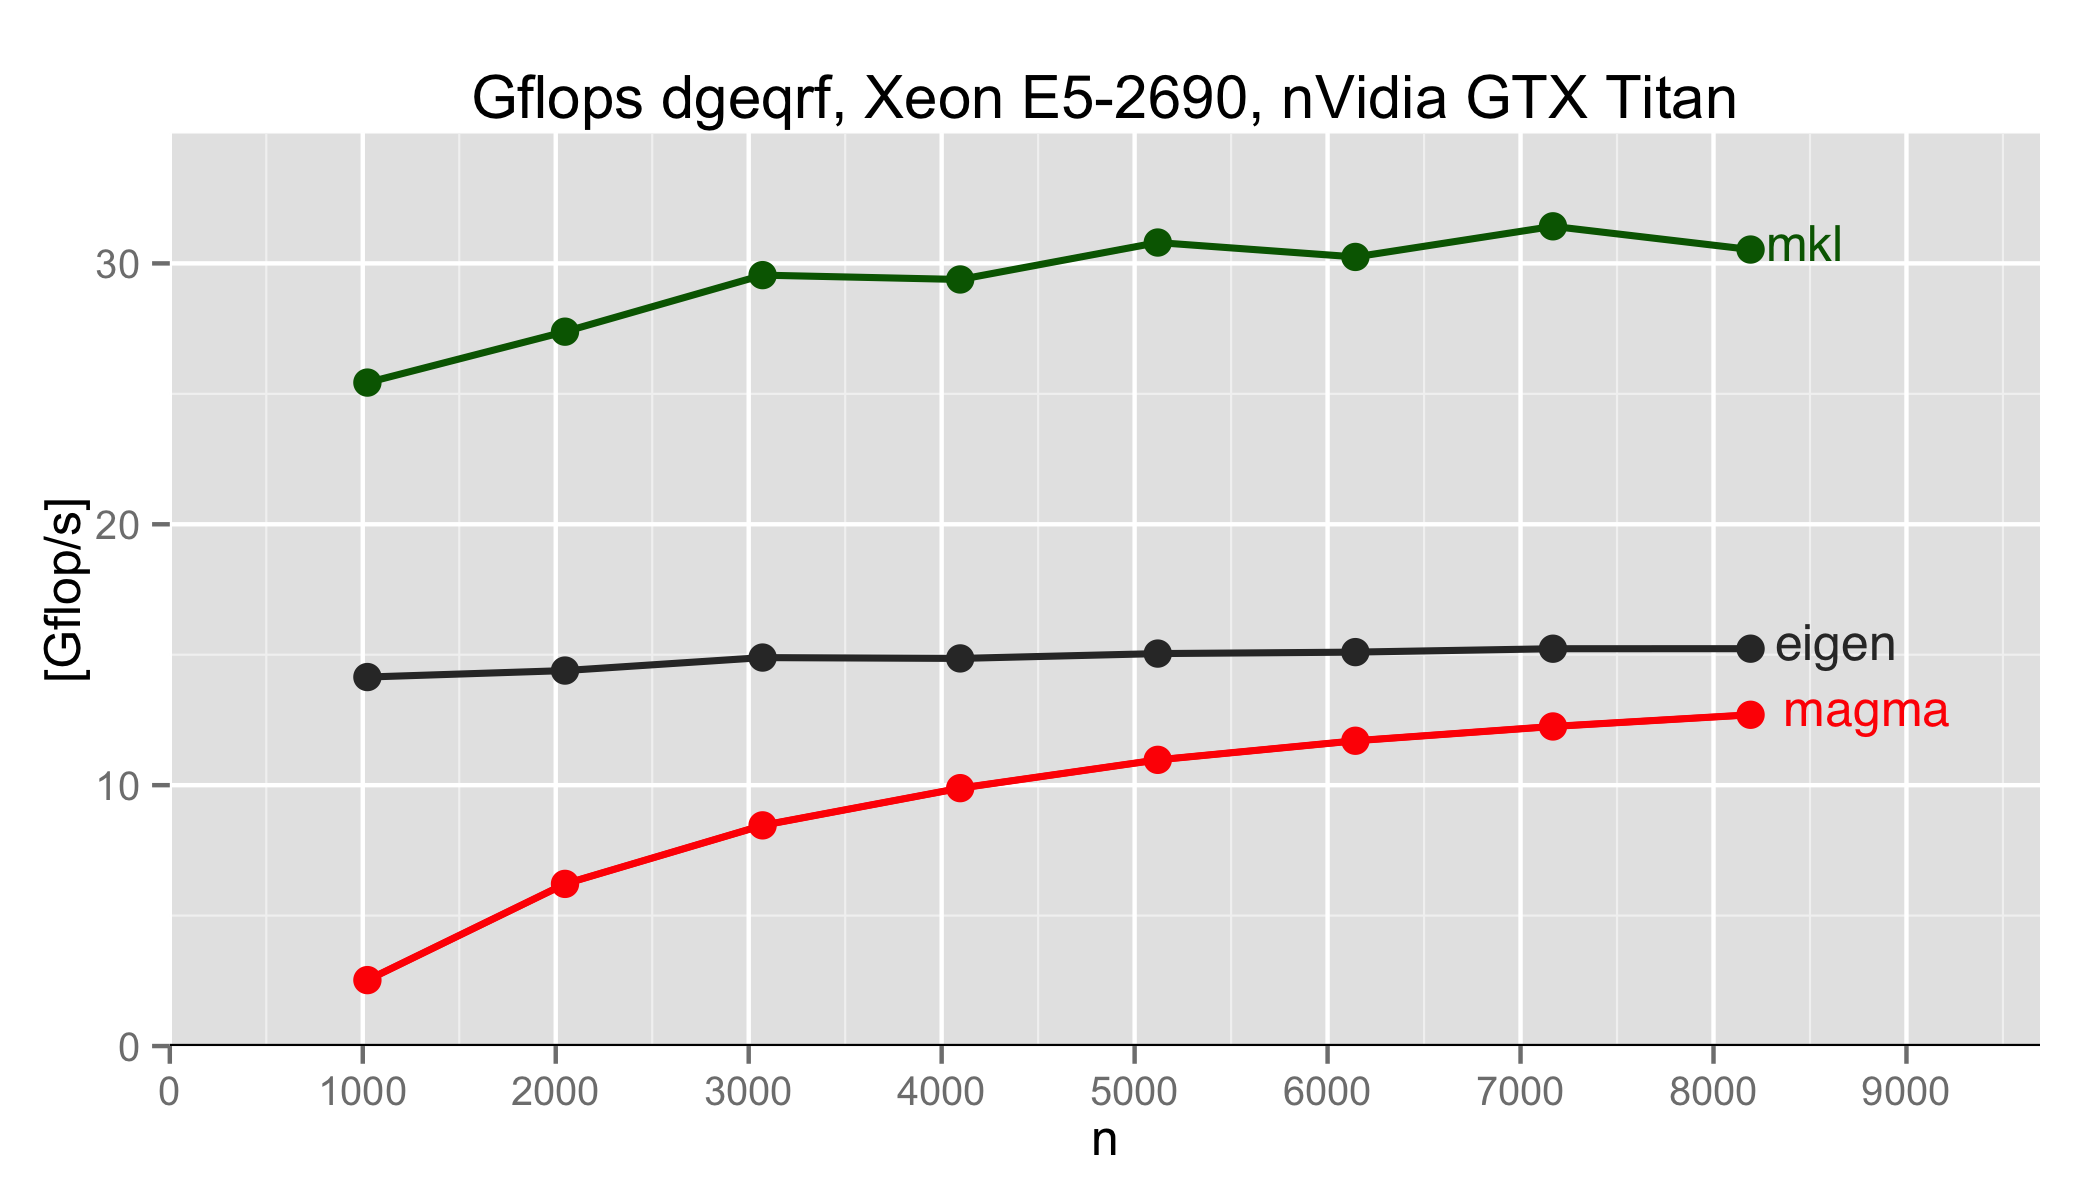 Gflops dgeqrf, Xeon E5-2690, nVidia GTX Titan
[Gflop/s]
30
20
10
0
mkl
eigen
magma
0 1000 2000 3000 4000 5000 6000 7000 8000 9000
n